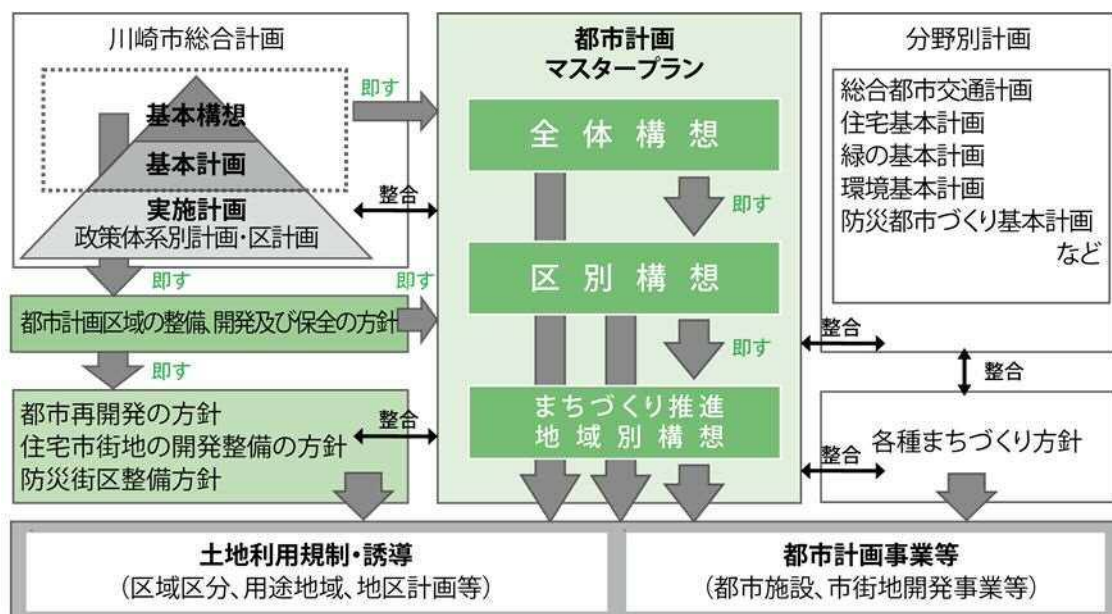 川崎市総合計画
基本構想
基本計画
実施計画
政策体系別計画・区計画
即す
整合
即す
都市計画区域の整備、開発及び保全の方針
即す
即す
都市再開発の方針
住宅市街地の開発整備の方針
防災街区整備方針
整合
都市計画
マスタープラン
全体構想
即す
区別構想
即す
まちづくり推進
地域別構想
分野別計画
総合都市交通計画
住宅基本計画
緑の基本計画
環境基本計画
防災都市づくり基本計画
など
整合
整合
各種まちづくり方針
整合
土地利用規制・誘導
(区域区分、用途地域、地区計画等)
都市計画事業等
(都市施設、市街地開発事業等)